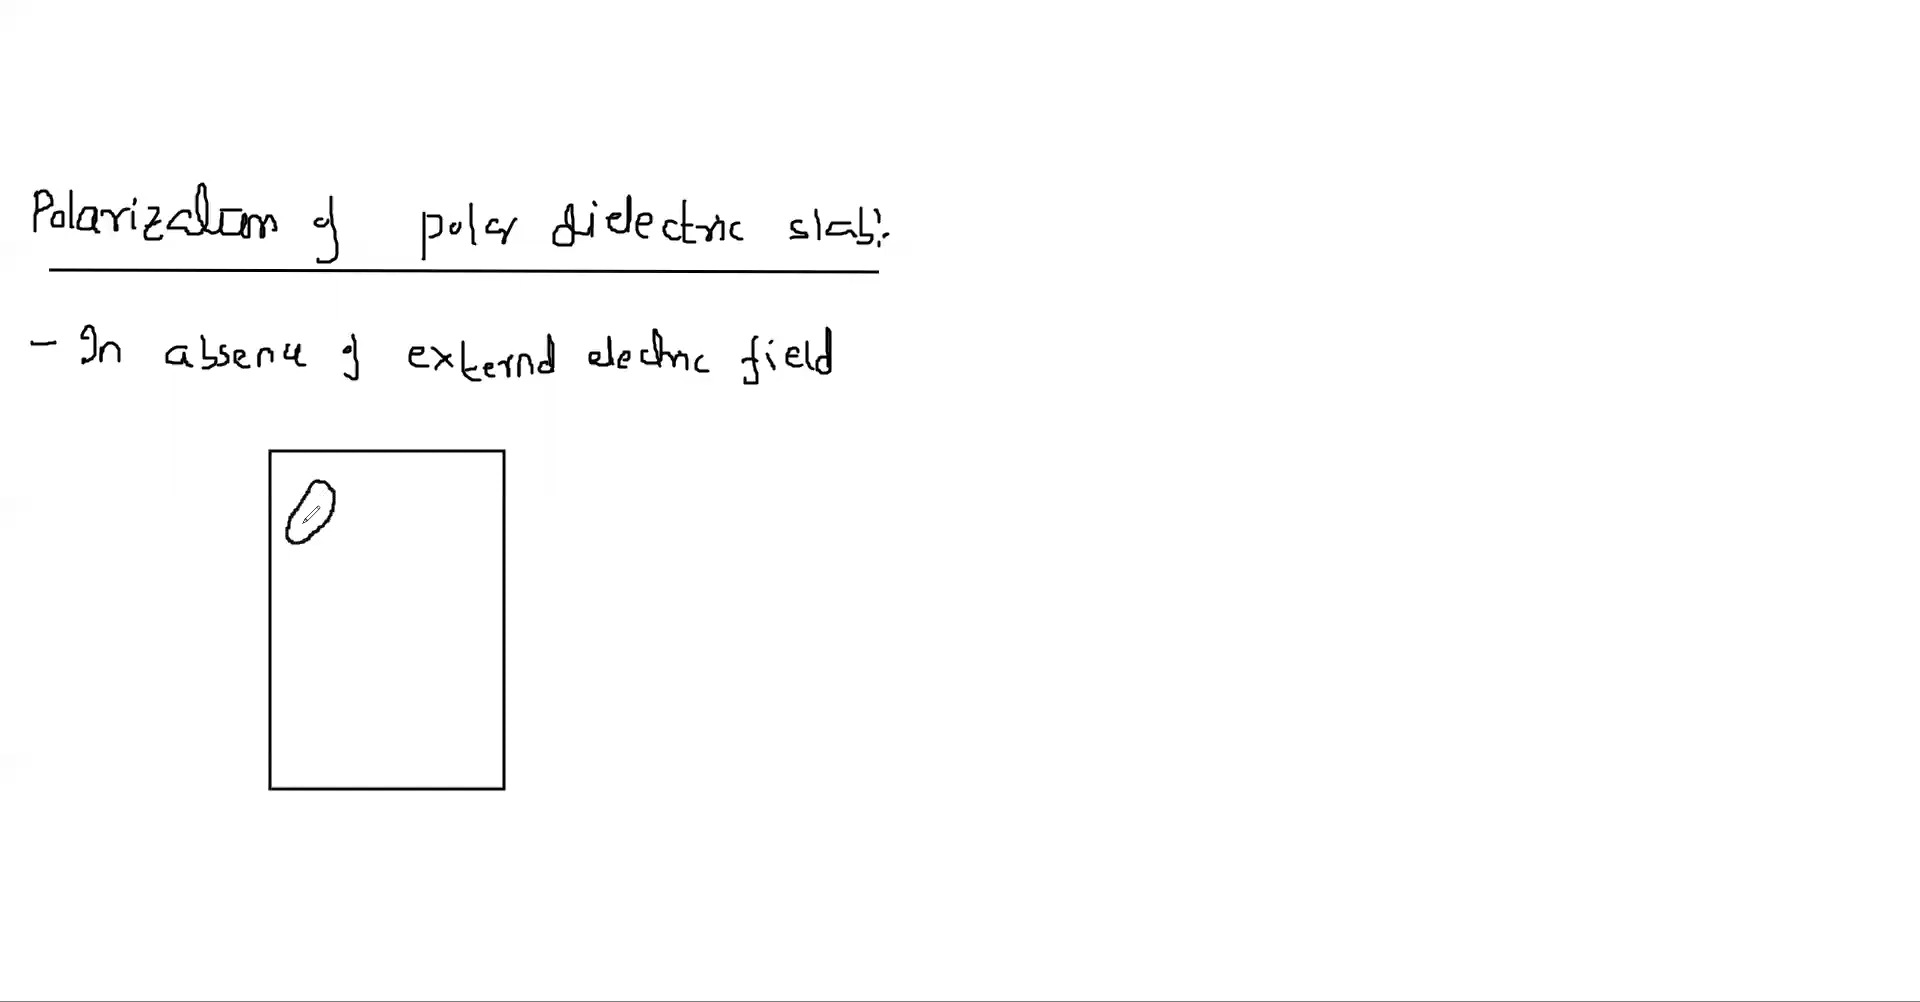 Polarization of polar dielectric slab:
- In absence of external electric field